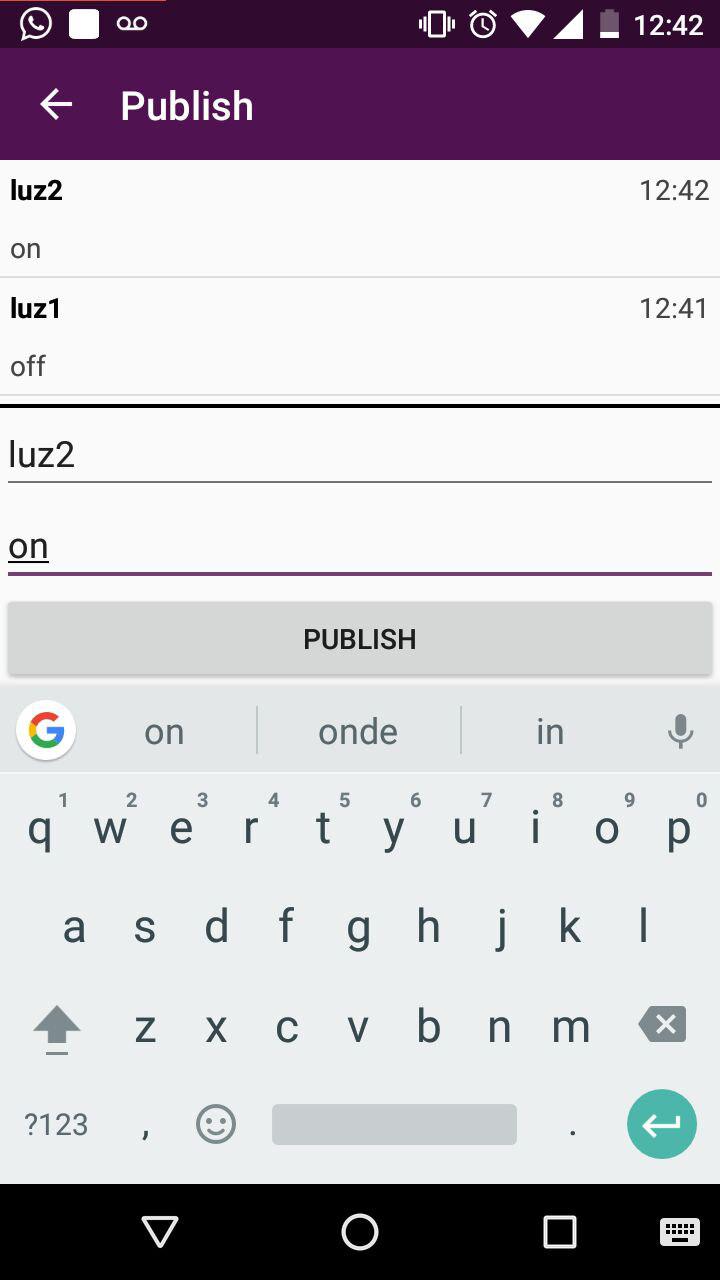 12:42
Publish
luz2 12:42
on
luz1 12:41
off
luz2
on
PUBLISH
on onde in
1 2 3 4 5 6 7 8 9 0
q w e r t y u i o p
a s d f g h j k l
z x c v b n m
?123 , .